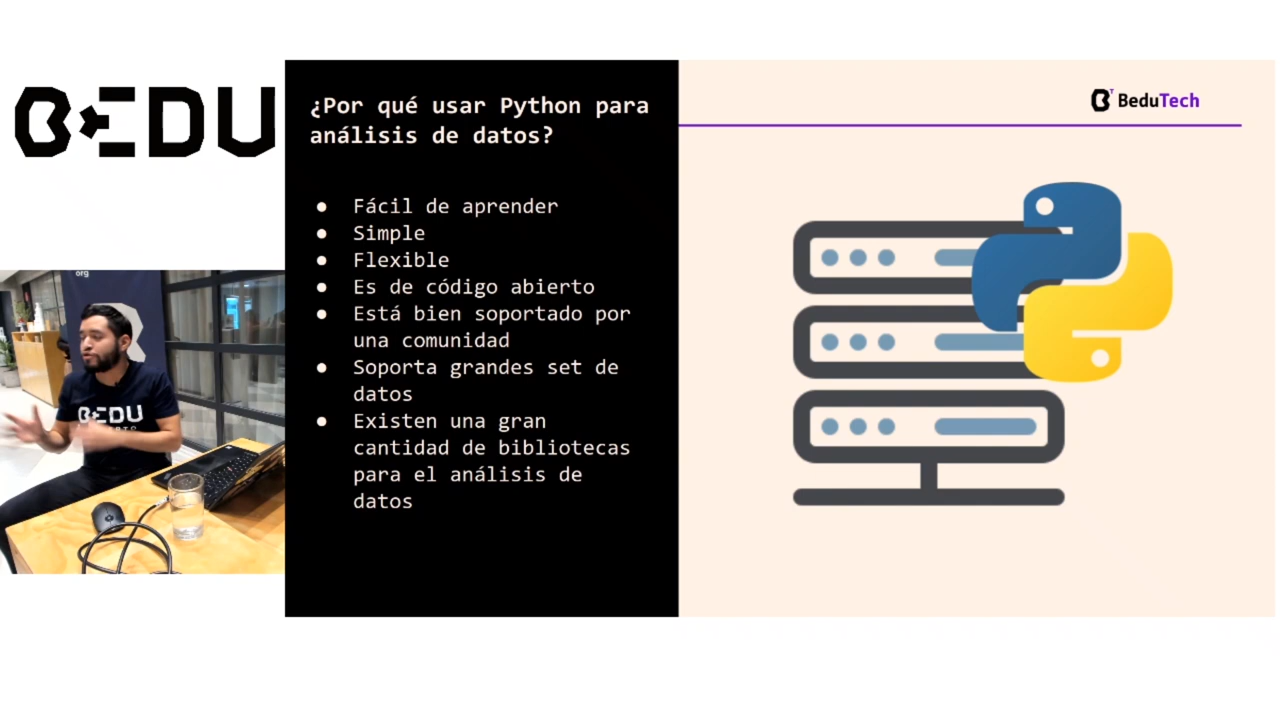 BEDU
¿Por qué usar Python para
análisis de datos?
● Fácil de aprender
● Simple
● Flexible
● Es de código abierto
● Está bien soportado por
una comunidad
● Soporta grandes set de
datos
● Existen una gran
cantidad de bibliotecas
para el análisis de
datos
BeduTech
org
BEDU